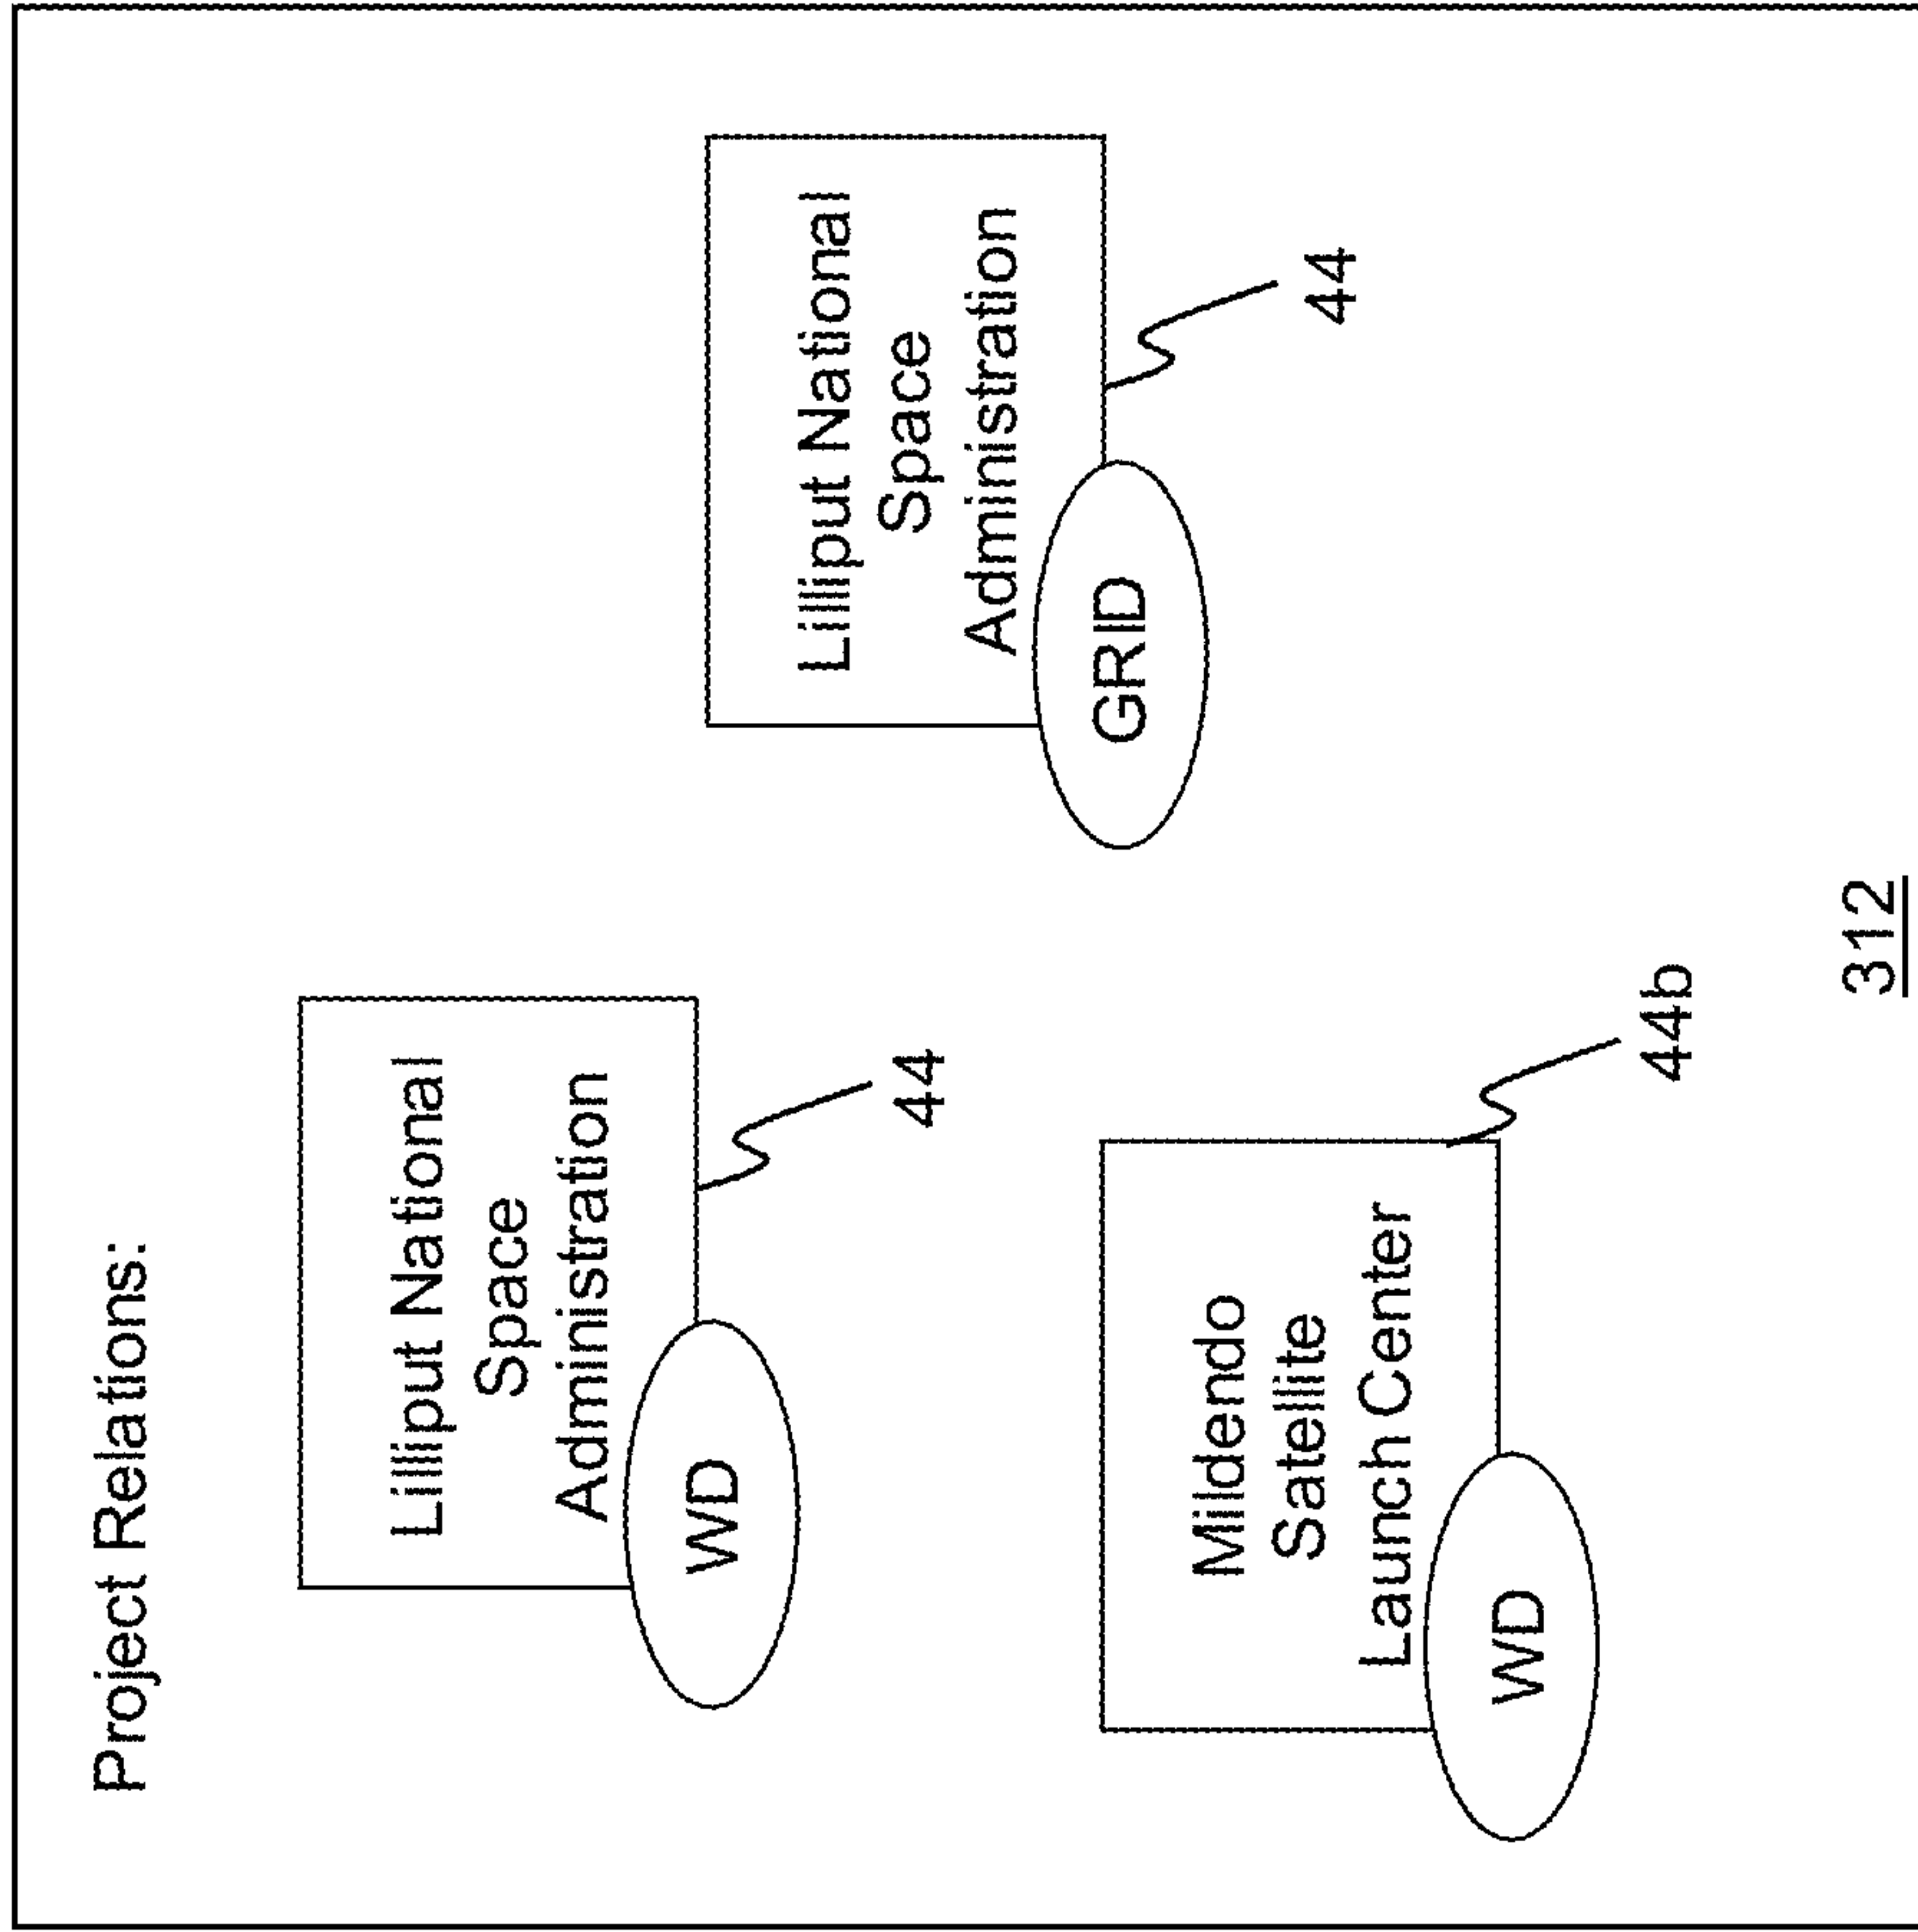 Project Relations:
Lilliput National
Space
Administration
WD
44
Lilliput National
Space
Administration
GRID
44
Mildendo
Satellite
Launch Center
WD
44b
312